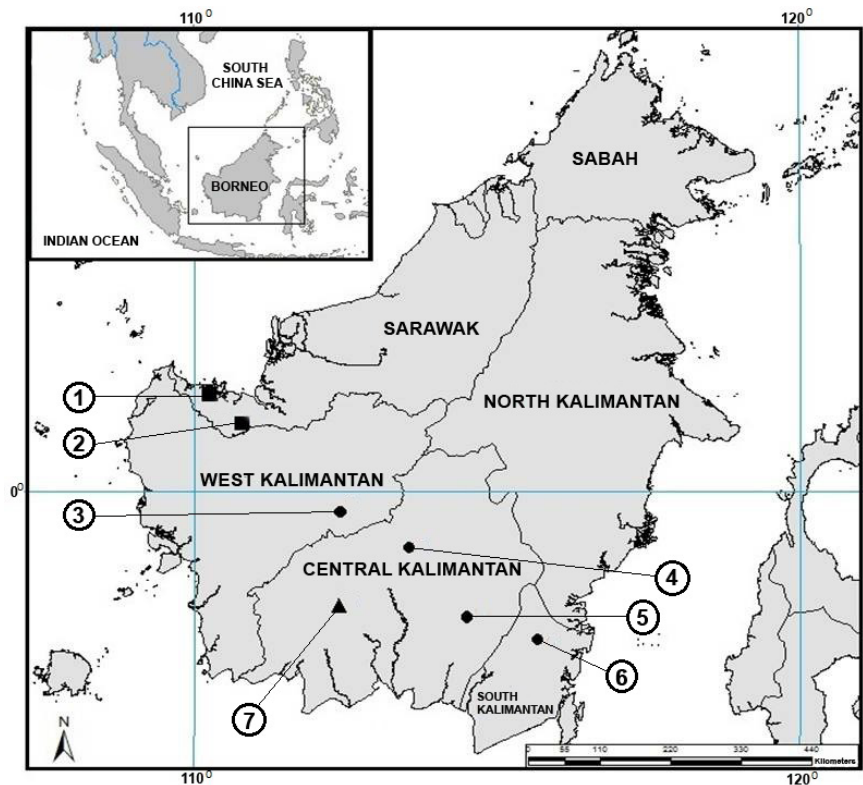 110°
120°
SOUTH
CHINA SEA
BORNEO
INDIAN OCEAN
SABAH
SARAWAK
NORTH KALIMANTAN
1
2
WEST KALIMANTAN
0°
0°
3
4
CENTRAL KALIMANTAN
5
6
7
SOUTH
KALIMANTAN
N
0 55 110 220 330 440
Kilometers
110°
120°